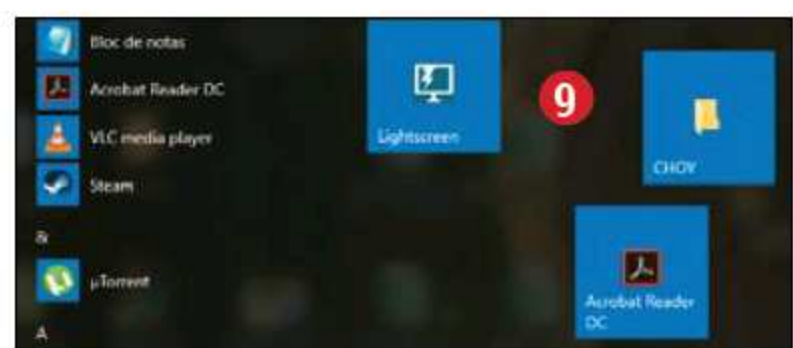 Bloc de notas
Acrobat Reader DC
VLC media player
Steam
&
µTorrent
A
Lightscreen
9
CHOY
Acrobat Reader
DC